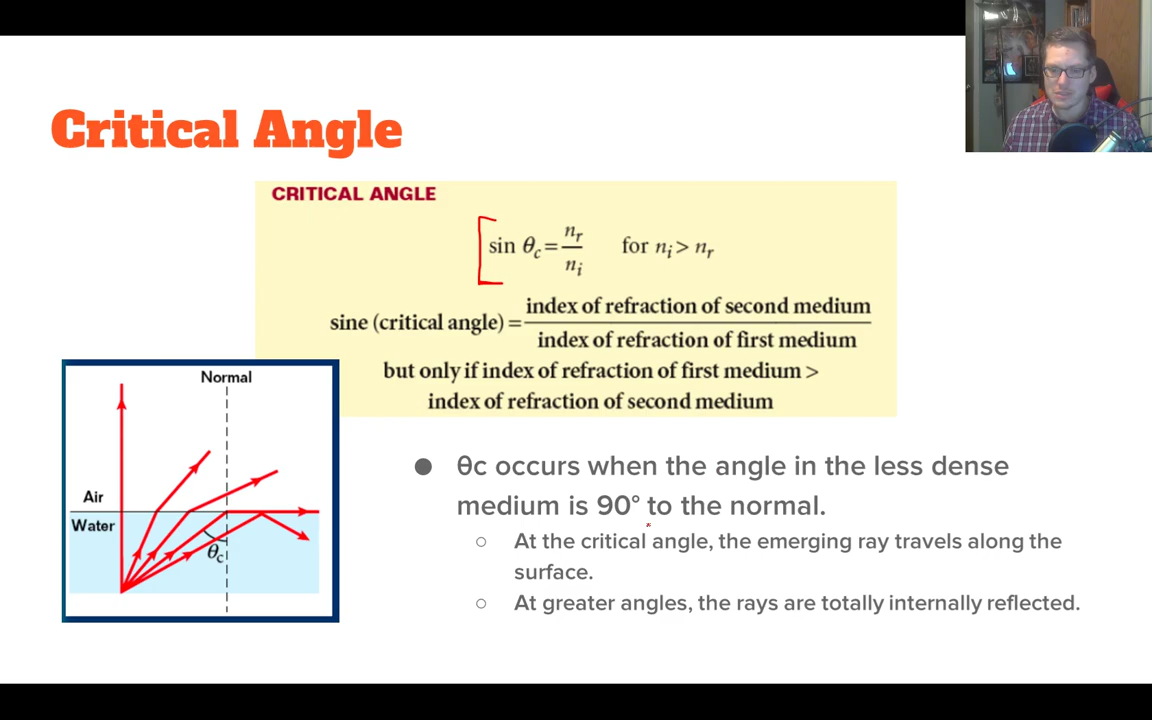 Critical Angle
CRITICAL ANGLE
sin θc = nr/ni for ni > nr
sine (critical angle) = index of refraction of second medium
index of refraction of first medium
but only if index of refraction of first medium >
index of refraction of second medium
Normal
Air
Water
θc
● θc occurs when the angle in the less dense
medium is 90° to the normal.
○ At the critical angle, the emerging ray travels along the
surface.
○ At greater angles, the rays are totally internally reflected.